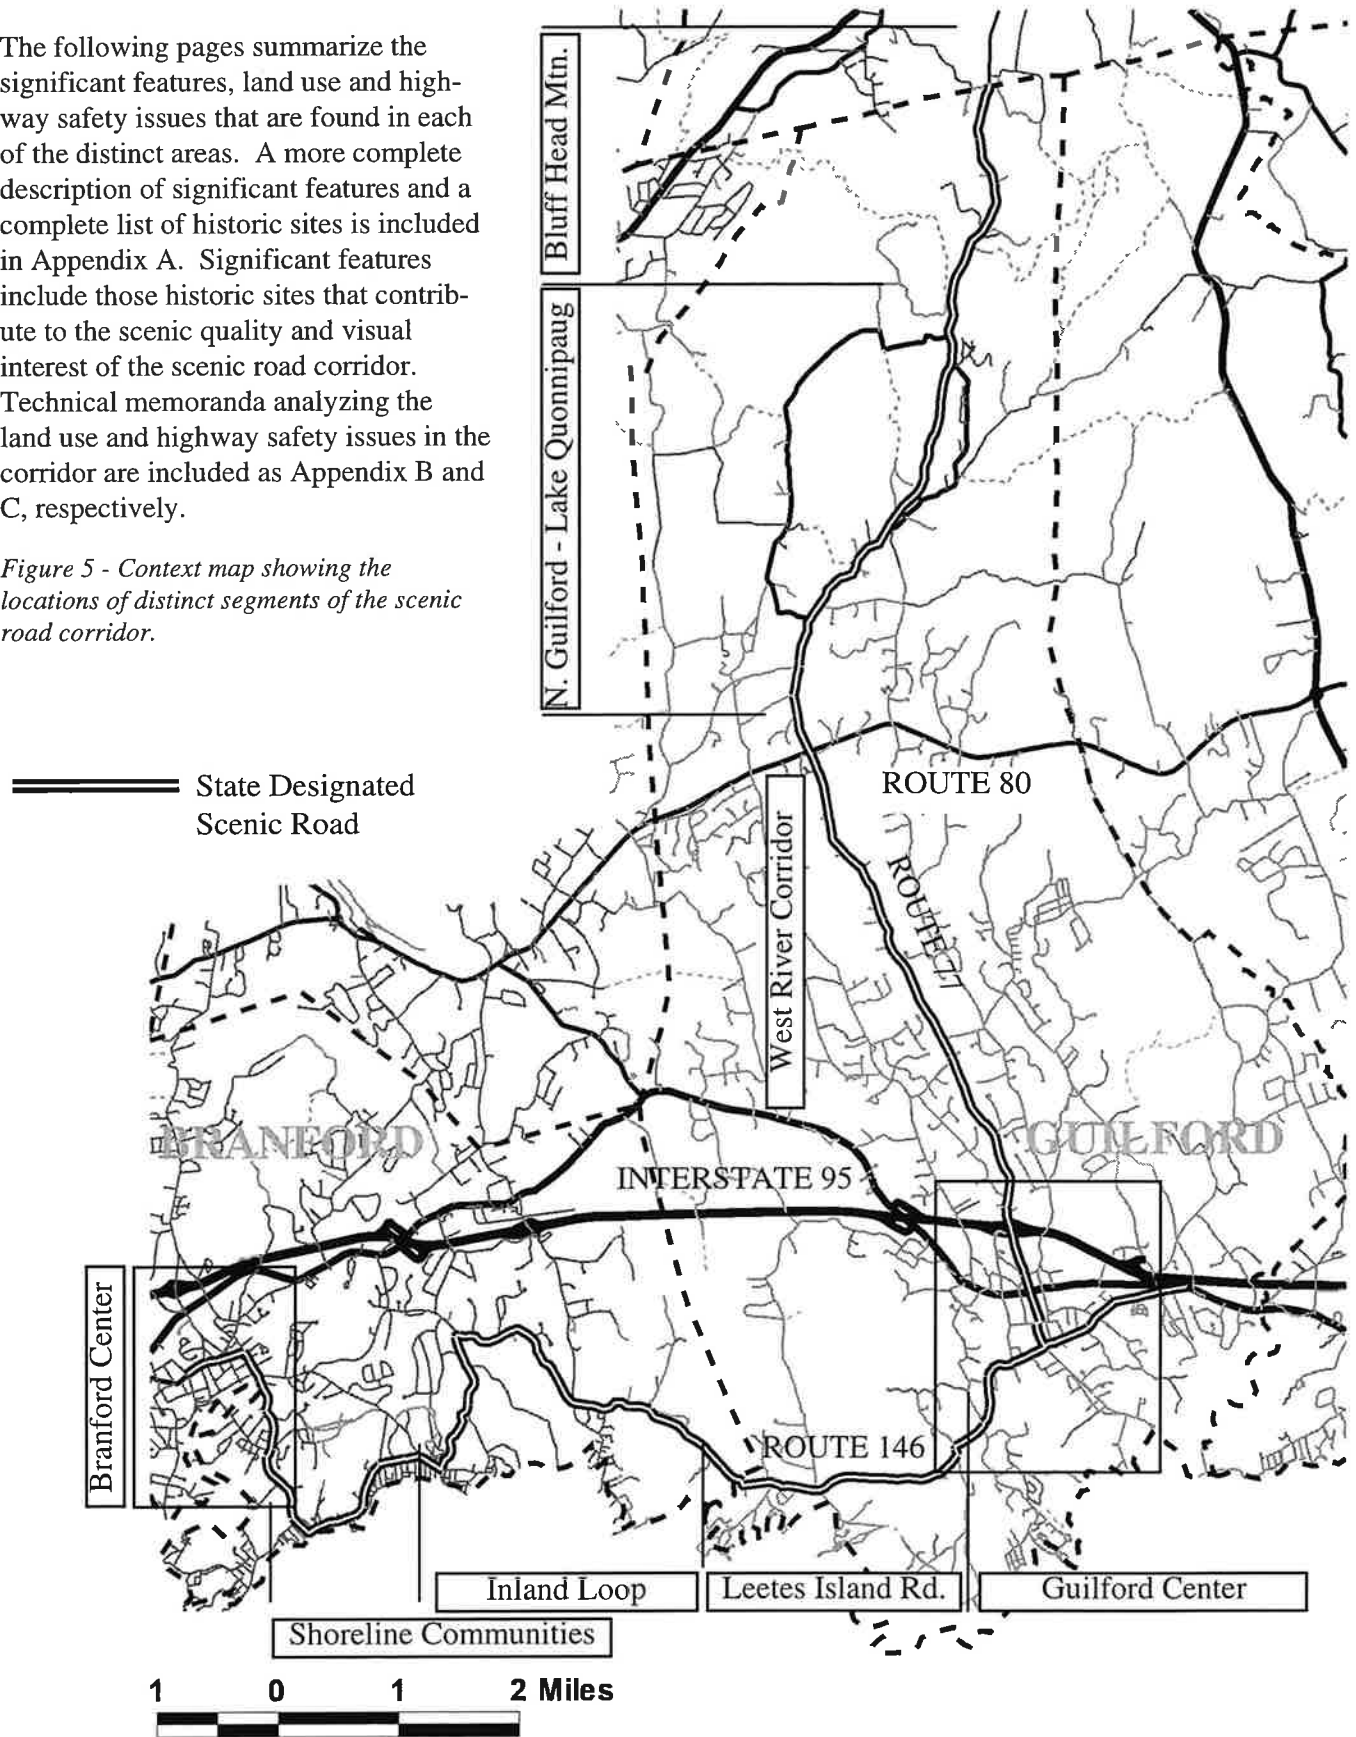 The following pages summarize the
significant features, land use and high-
way safety issues that are found in each
of the distinct areas.  A more complete
description of significant features and a
complete list of historic sites is included
in Appendix A.  Significant features
include those historic sites that contrib-
ute to the scenic quality and visual
interest of the scenic road corridor.
Technical memoranda analyzing the
land use and highway safety issues in the
corridor are included as Appendix B and
C, respectively.
Figure 5 - Context map showing the
locations of distinct segments of the scenic
road corridor.
State Designated
Scenic Road
Bluff Head Mtn.
N. Guilford - Lake Quonnipaug
ROUTE 80
West River Corridor
ROUTE 77
BRANFORD
GUILFORD
INTERSTATE 95
Branford Center
ROUTE 146
Inland Loop
Leetes Island Rd.
Guilford Center
Shoreline Communities
1 0 1 2 Miles